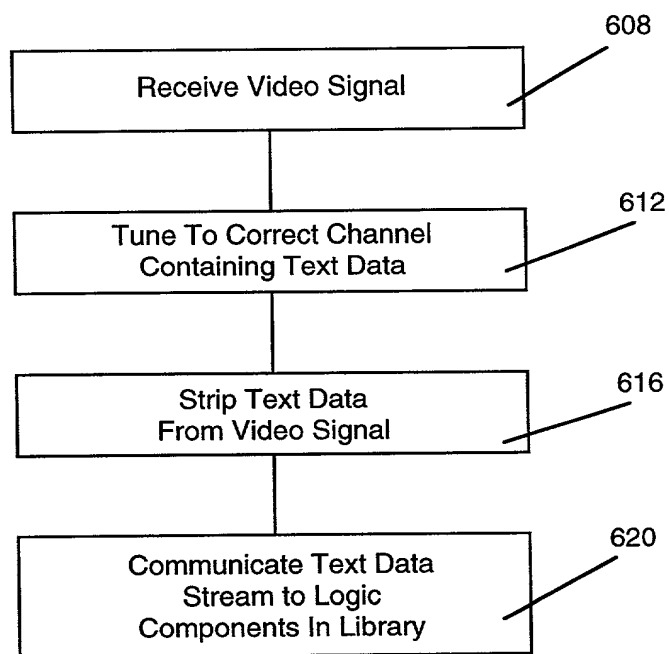 608
Receive Video Signal
612
Tune To Correct Channel
Containing Text Data
616
Strip Text Data
From Video Signal
620
Communicate Text Data
Stream to Logic
Components In Library